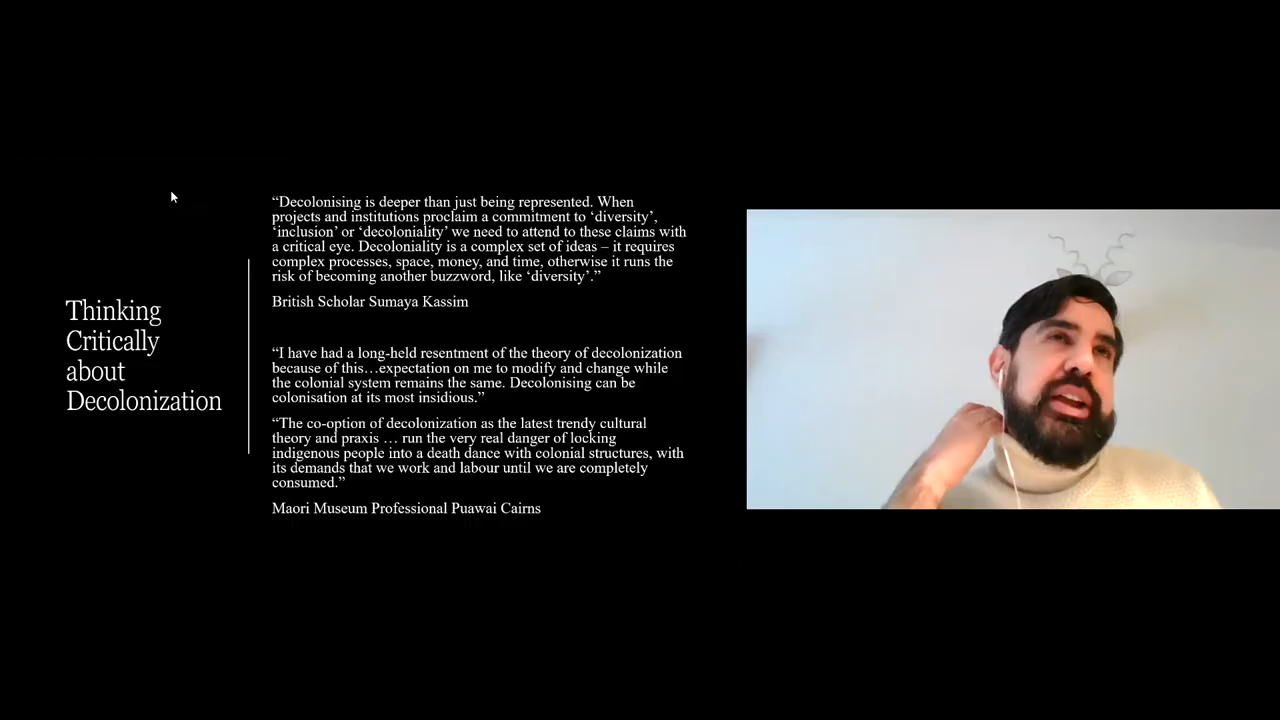 Thinking
Critically
about
Decolonization
“Decolonising is deeper than just being represented. When
projects and institutions proclaim a commitment to ‘diversity’,
‘inclusion’ or ‘decoloniality’ we need to attend to these claims with
a critical eye. Decoloniality is a complex set of ideas – it requires
complex processes, space, money, and time, otherwise it runs the
risk of becoming another buzzword, like ‘diversity’.”
British Scholar Sumaya Kassim
“I have had a long-held resentment of the theory of decolonization
because of this…expectation on me to modify and change while
the colonial system remains the same. Decolonising can be
colonisation at its most insidious.”
“The co-option of decolonization as the latest trendy cultural
theory and praxis … run the very real danger of locking
indigenous people into a death dance with colonial structures, with
its demands that we work and labour until we are completely
consumed.”
Maori Museum Professional Puawai Cairns